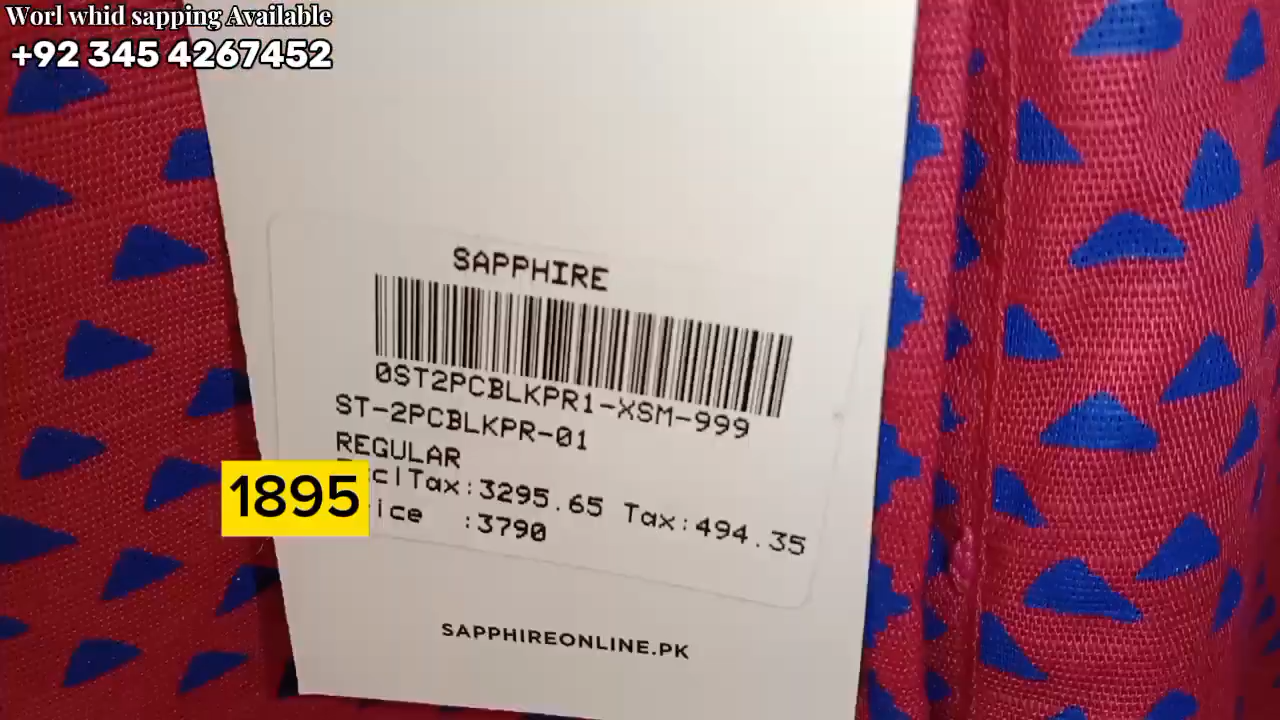 Worl whid sapping Available
+92 345 4267452
SAPPHIRE
0ST2PCBLKPR1-XSM-999
ST-2PCBLKPR-01
REGULAR
Tax:3295.65 Tax:494.35
1895
:3790
SAPPHIREONLINE.PK